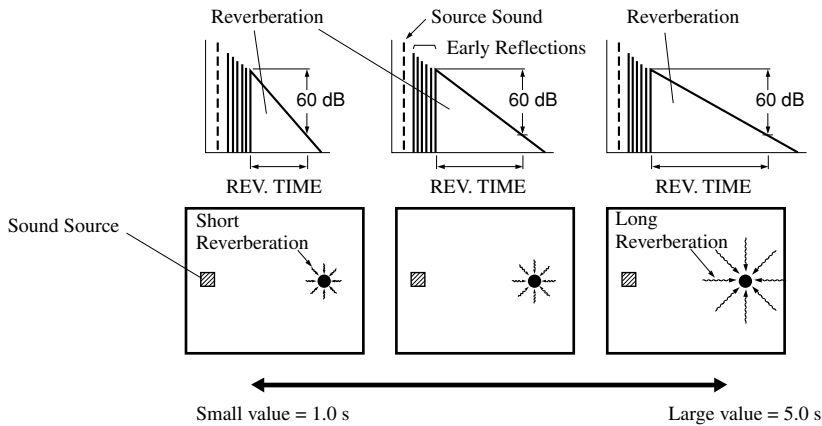 Reverberation
Source Sound
Early Reflections
Reverberation
60 dB
60 dB
60 dB
REV. TIME
REV. TIME
REV. TIME
Sound Source
Short
Reverberation
Long
Reverberation
Small value = 1.0 s
Large value = 5.0 s